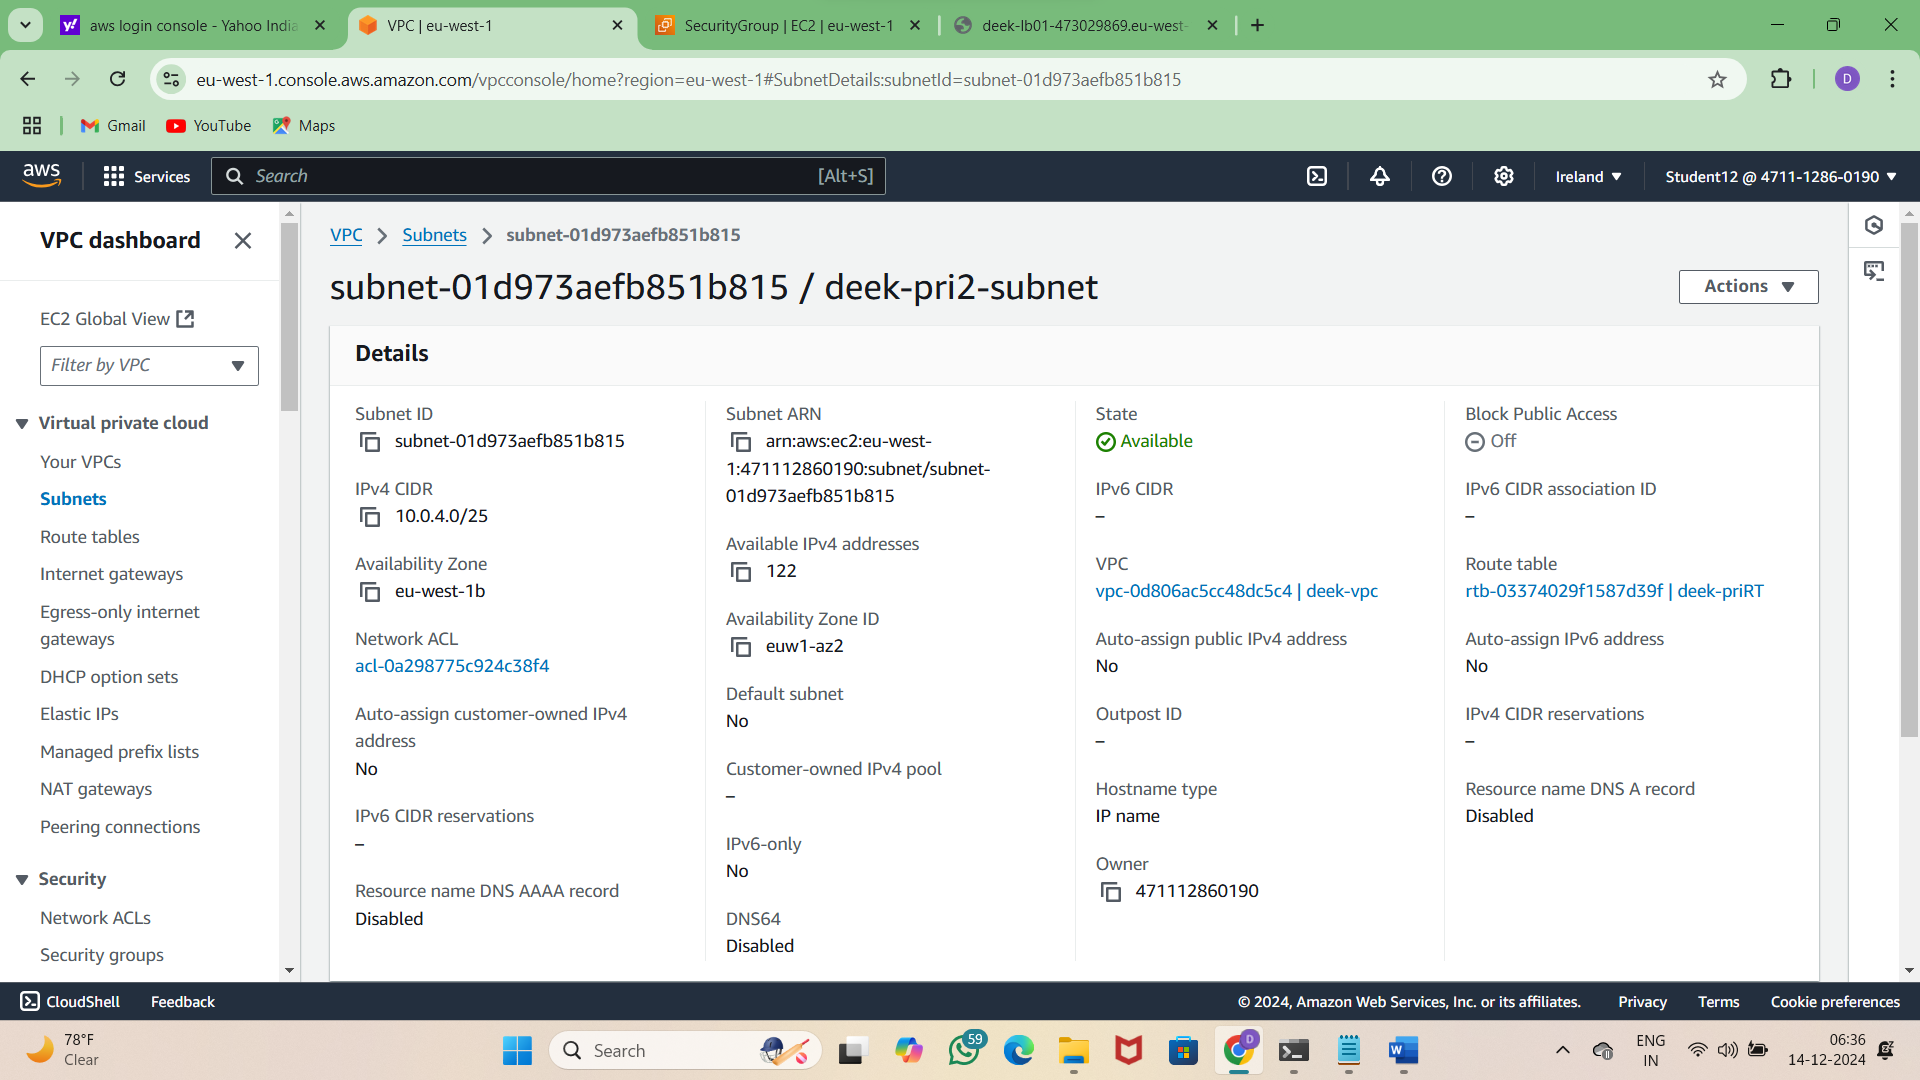 aws login console - Yahoo India
VPC | eu-west-1
SecurityGroup | EC2 | eu-west-1
deek-lb01-473029869.eu-west-
eu-west-1.console.aws.amazon.com/vpcconsole/home?region=eu-west-1#SubnetDetails:subnetId=subnet-01d973aefb851b815
D
Gmail
YouTube
Maps
aws
Services
Search
[Alt+S]
Ireland
Student12 @ 4711-1286-0190
VPC dashboard
EC2 Global View
Filter by VPC
Virtual private cloud
Your VPCs
Subnets
Route tables
Internet gateways
Egress-only internet
gateways
DHCP option sets
Elastic IPs
Managed prefix lists
NAT gateways
Peering connections
Security
Network ACLs
Security groups
VPC
Subnets
subnet-01d973aefb851b815
subnet-01d973aefb851b815 / deek-pri2-subnet
Actions
Details
Subnet ID
subnet-01d973aefb851b815
IPv4 CIDR
10.0.4.0/25
Availability Zone
eu-west-1b
Network ACL
acl-0a298775c924c38f4
Auto-assign customer-owned IPv4
address
No
IPv6 CIDR reservations
–
Resource name DNS AAAA record
Disabled
Subnet ARN
arn:aws:ec2:eu-west-
1:471112860190:subnet/subnet-
01d973aefb851b815
Available IPv4 addresses
122
Availability Zone ID
euw1-az2
Default subnet
No
Customer-owned IPv4 pool
–
IPv6-only
No
DNS64
Disabled
State
Available
IPv6 CIDR
–
VPC
vpc-0d806ac5cc48dc5c4 | deek-vpc
Auto-assign public IPv4 address
No
Outpost ID
–
Hostname type
IP name
Owner
471112860190
Block Public Access
Off
IPv6 CIDR association ID
–
Route table
rtb-03374029f1587d39f | deek-priRT
Auto-assign IPv6 address
No
IPv4 CIDR reservations
–
Resource name DNS A record
Disabled
CloudShell
Feedback
© 2024, Amazon Web Services, Inc. or its affiliates.
Privacy
Terms
Cookie preferences
78°F
Clear
Search
59
D
W
ENG
IN
06:36
14-12-2024